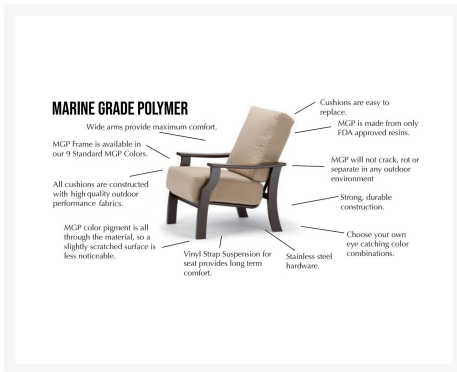 MARINE GRADE POLYMER
Wide arms provide maximum comfort.
MGP Frame is available in
our 9 Standard MGP Colors.
All cushions are constructed
with high quality outdoor
performance fabrics.
MGP color pigment is all
through the material, so a
slightly scratched surface is
less noticeable.
Vinyl Strap Suspension for
seat provides long term
comfort.
Stainless steel
hardware.
Cushions are easy to
replace.
MGP is made from only
FDA approved resins.
MGP will not crack, rot or
separate in any outdoor
environment
Strong, durable
construction.
Choose your own
eye catching color
combinations.